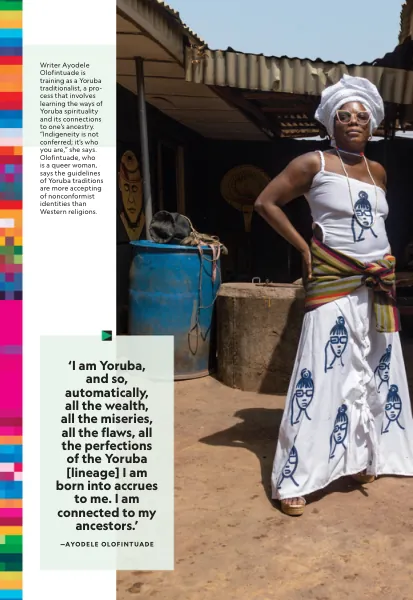 Writer Ayodele
Olofintuade is
training as a Yoruba
traditionalist, a pro-
cess that involves
learning the ways of
Yoruba spirituality
and its connections
to one's ancestry.
"Indigeneity is not
conferred; it's who
you are," she says.
Olofintuade, who
is a queer woman,
says the guidelines
of Yoruba traditions
are more accepting
of nonconformist
identities than
Western religions.
'I am Yoruba,
and so,
automatically,
all the wealth,
all the miseries,
all the flaws, all
the perfections
of the Yoruba
[lineage] I am
born into accrues
to me. I am
connected to my
ancestors.'
—AYODELE OLOFINTUADE